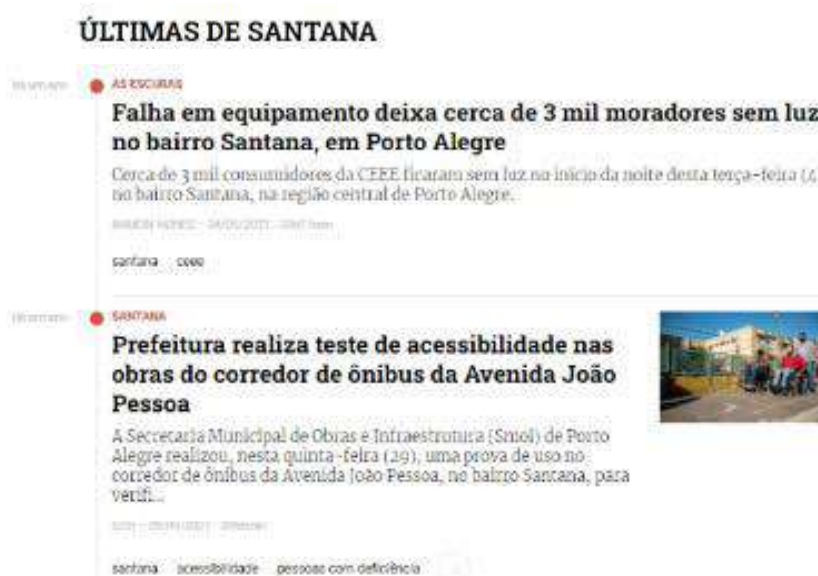 ÚLTIMAS DE SANTANA
ÀS ESCURAS
Falha em equipamento deixa cerca de 3 mil moradores sem luz
no bairro Santana, em Porto Alegre
Cerca de 3 mil consumidores da CEEE ficaram sem luz no início da noite desta terça-feira (4
no bairro Santana, na região central de Porto Alegre.
santana ceee
SANTANA
Prefeitura realiza teste de acessibilidade nas
obras do corredor de ônibus da Avenida João
Pessoa
A Secretaria Municipal de Obras e Infraestrutura (Smoi) de Porto
Alegre realizou, nesta quinta-feira (29), uma prova de uso no
corredor de ônibus da Avenida João Pessoa, no bairro Santana, para
verifi...
santana acessibilidade pessoas com deficiência